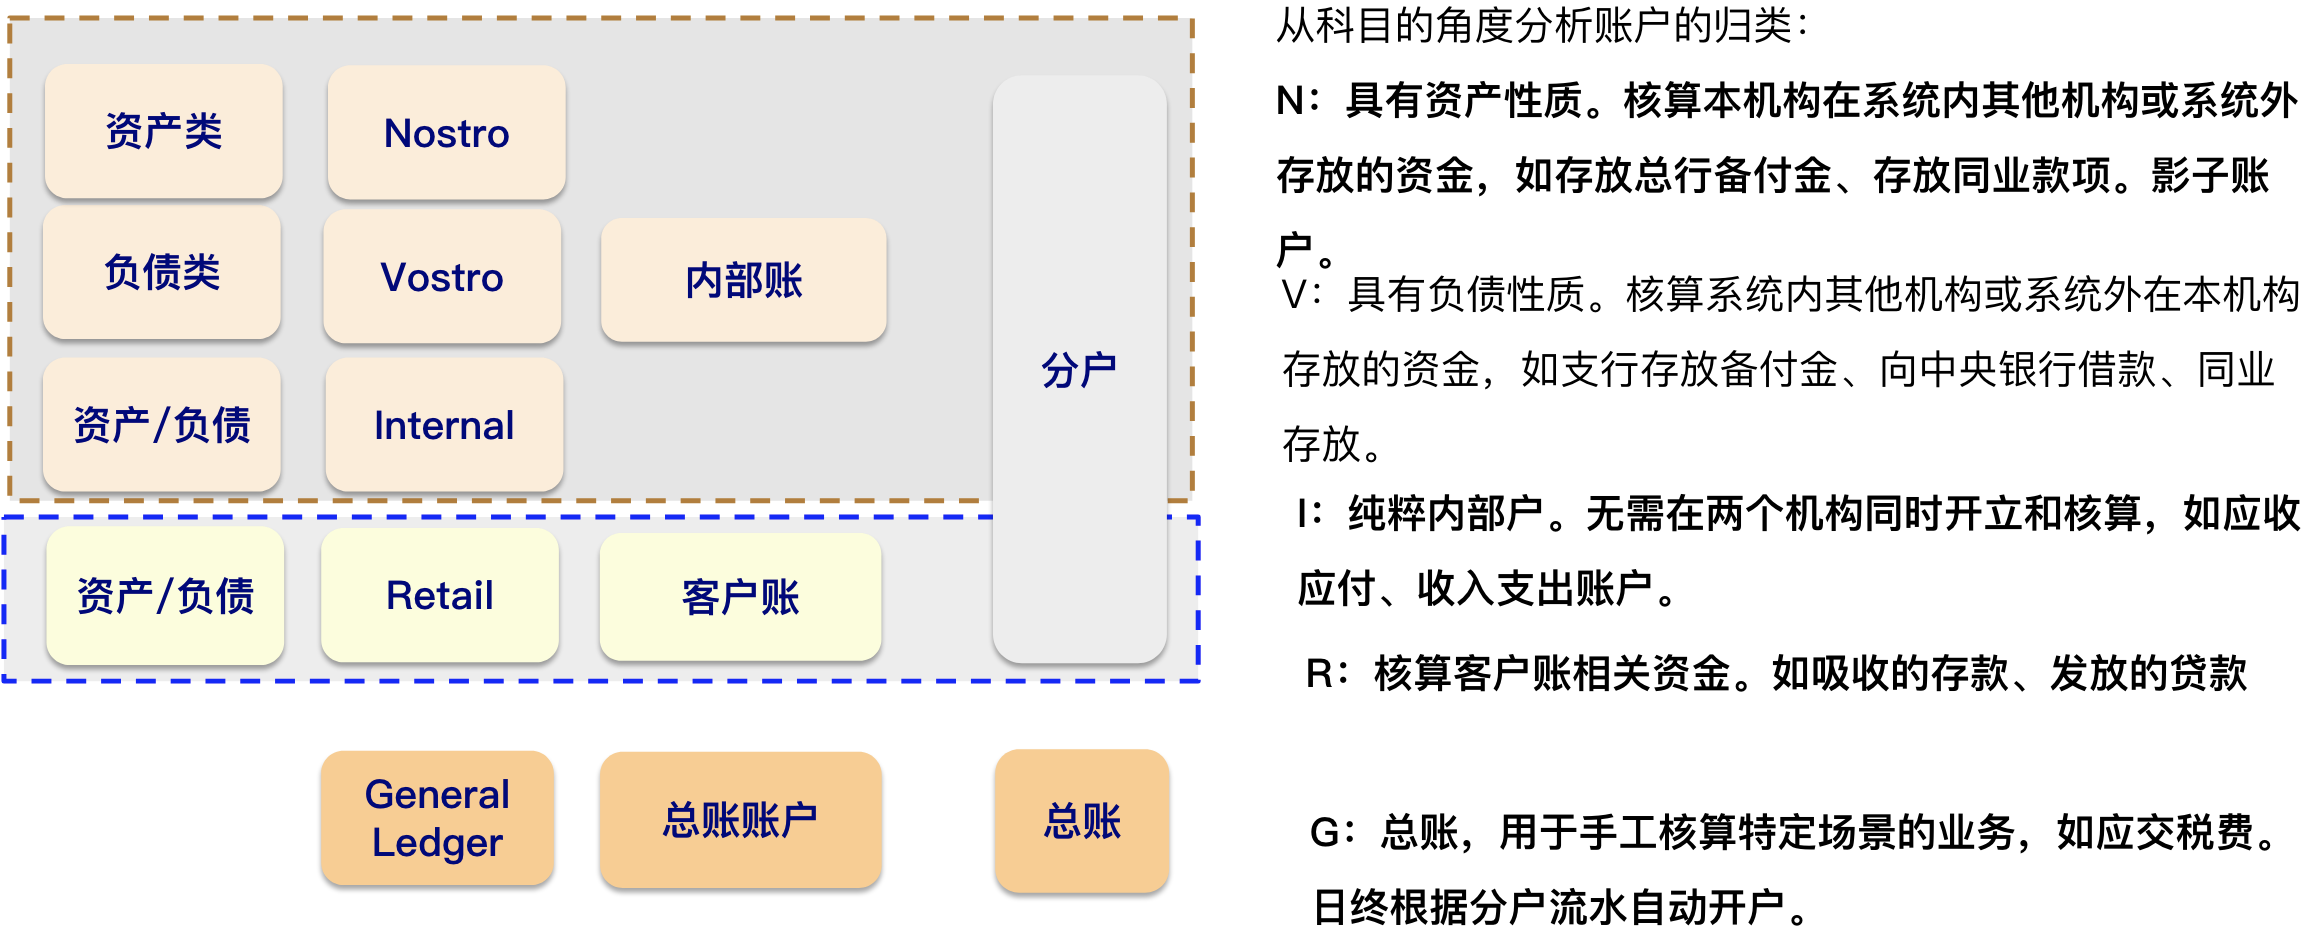 资产类
Nostro
负债类
Vostro
内部账
资产/负债
Internal
分户
资产/负债
Retail
客户账
General
Ledger
总账账户
总账
从科目的角度分析账户的归类：
N：具有资产性质。核算本机构在系统内其他机构或系统外
存放的资金，如存放总行备付金、存放同业款项。影子账
户。
V：具有负债性质。核算系统内其他机构或系统外在本机构
存放的资金，如支行存放备付金、向中央银行借款、同业
存放。
I：纯粹内部户。无需在两个机构同时开立和核算，如应收
应付、收入支出账户。
R：核算客户账相关资金。如吸收的存款、发放的贷款
G：总账，用于手工核算特定场景的业务，如应交税费。
日终根据分户流水自动开户。